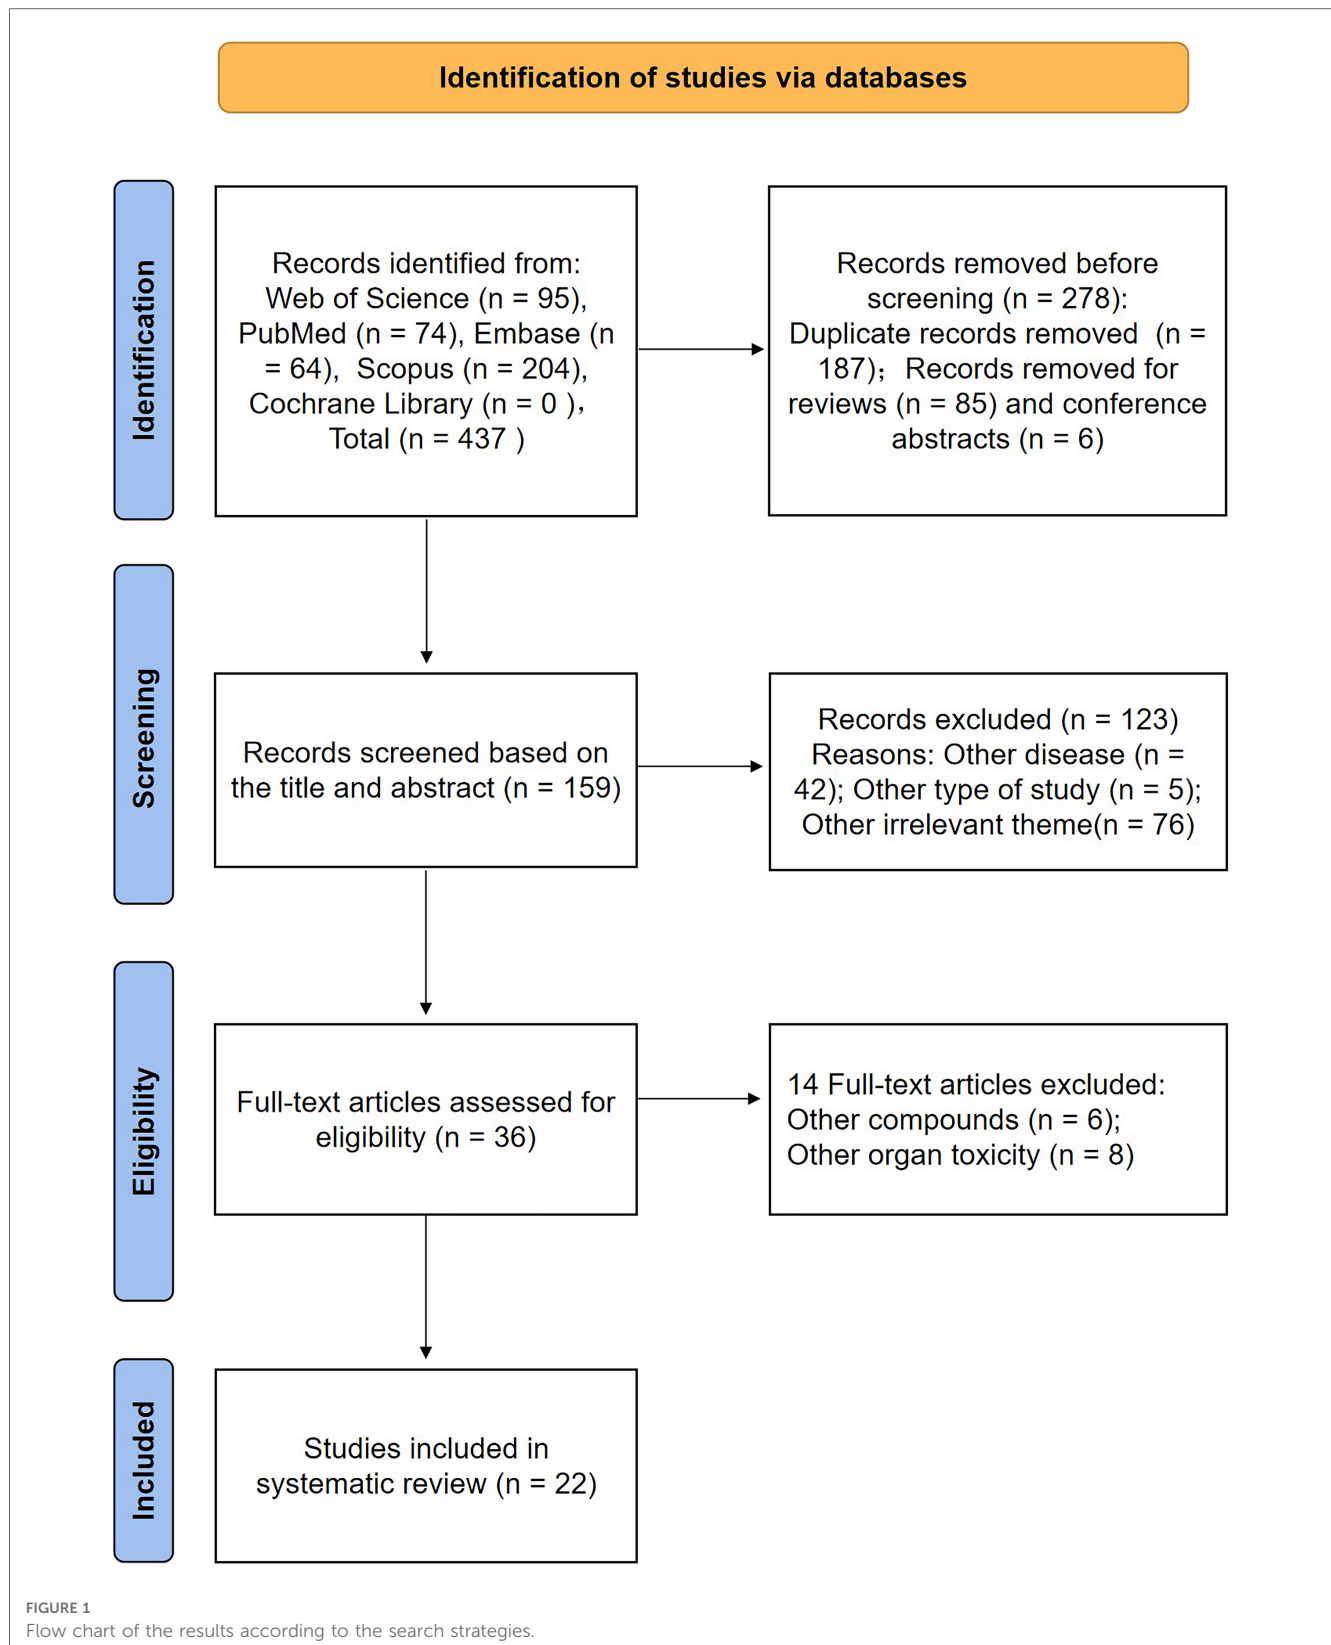 Identification of studies via databases
Identification
Records identified from:
Web of Science (n = 95),
PubMed (n = 74), Embase (n
= 64),  Scopus (n = 204),
Cochrane Library (n = 0 ),
Total (n = 437 )
Records removed before
screening (n = 278):
Duplicate records removed  (n =
187);  Records removed for
reviews (n = 85) and conference
abstracts (n = 6)
Screening
Records screened based on
the title and abstract (n = 159)
Records excluded (n = 123)
Reasons: Other disease (n =
42); Other type of study (n = 5);
Other irrelevant theme(n = 76)
Eligibility
Full-text articles assessed for
eligibility (n = 36)
14 Full-text articles excluded:
Other compounds (n = 6);
Other organ toxicity (n = 8)
Included
Studies included in
systematic review (n = 22)
FIGURE 1
Flow chart of the results according to the search strategies.